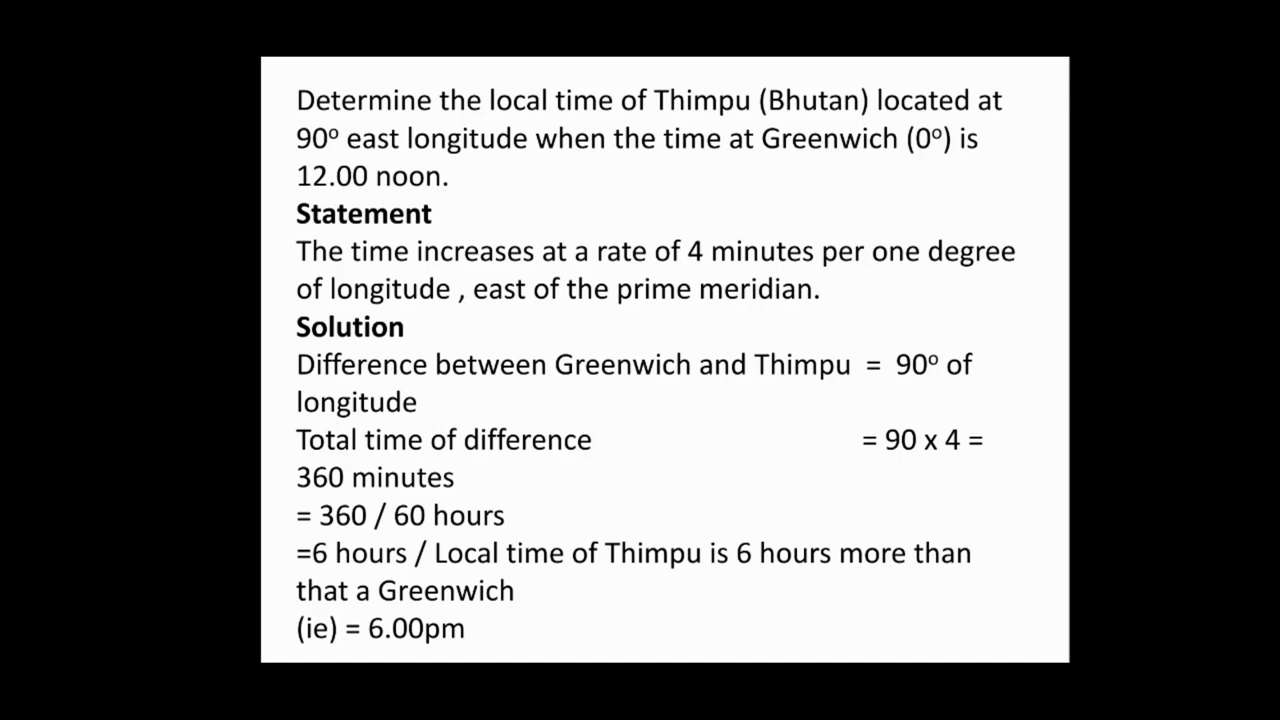 Determine the local time of Thimpu (Bhutan) located at
90º east longitude when the time at Greenwich (0º) is
12.00 noon.
Statement
The time increases at a rate of 4 minutes per one degree
of longitude , east of the prime meridian.
Solution
Difference between Greenwich and Thimpu = 90º of
longitude
Total time of difference = 90 x 4 =
360 minutes
= 360 / 60 hours
=6 hours / Local time of Thimpu is 6 hours more than
that a Greenwich
(ie) = 6.00pm